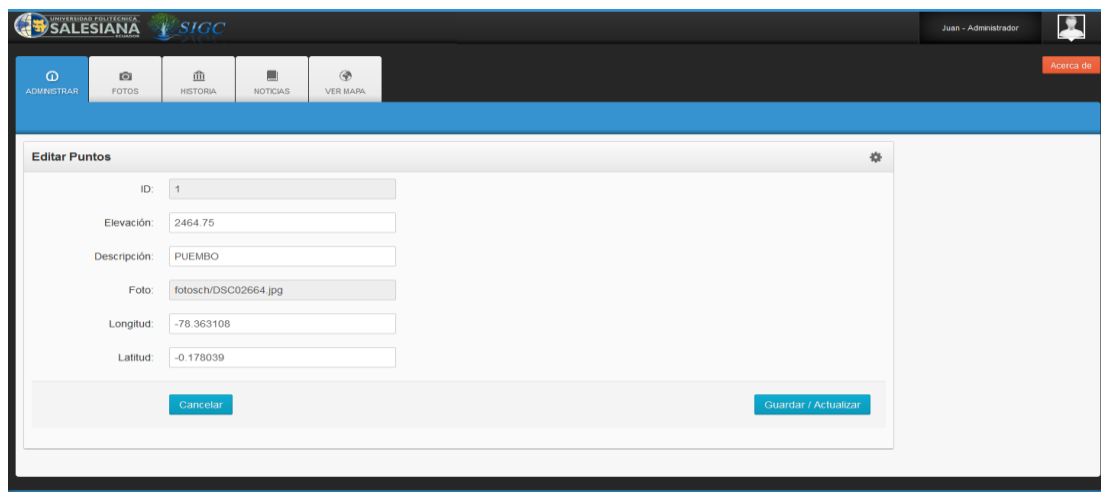 UNIVERSIDAD POLITÉCNICA
SALESIANA
ECUADOR
SIGC
Juan - Administrador
Acerca de
ADMINISTRAR
FOTOS
HISTORIA
NOTICIAS
VER MAPA
Editar Puntos
ID: 1
Elevación: 2464.75
Descripción: PUEMBO
Foto: fotosch/DSC02664.jpg
Longitud: -78.363108
Latitud: -0.178039
Cancelar
Guardar / Actualizar